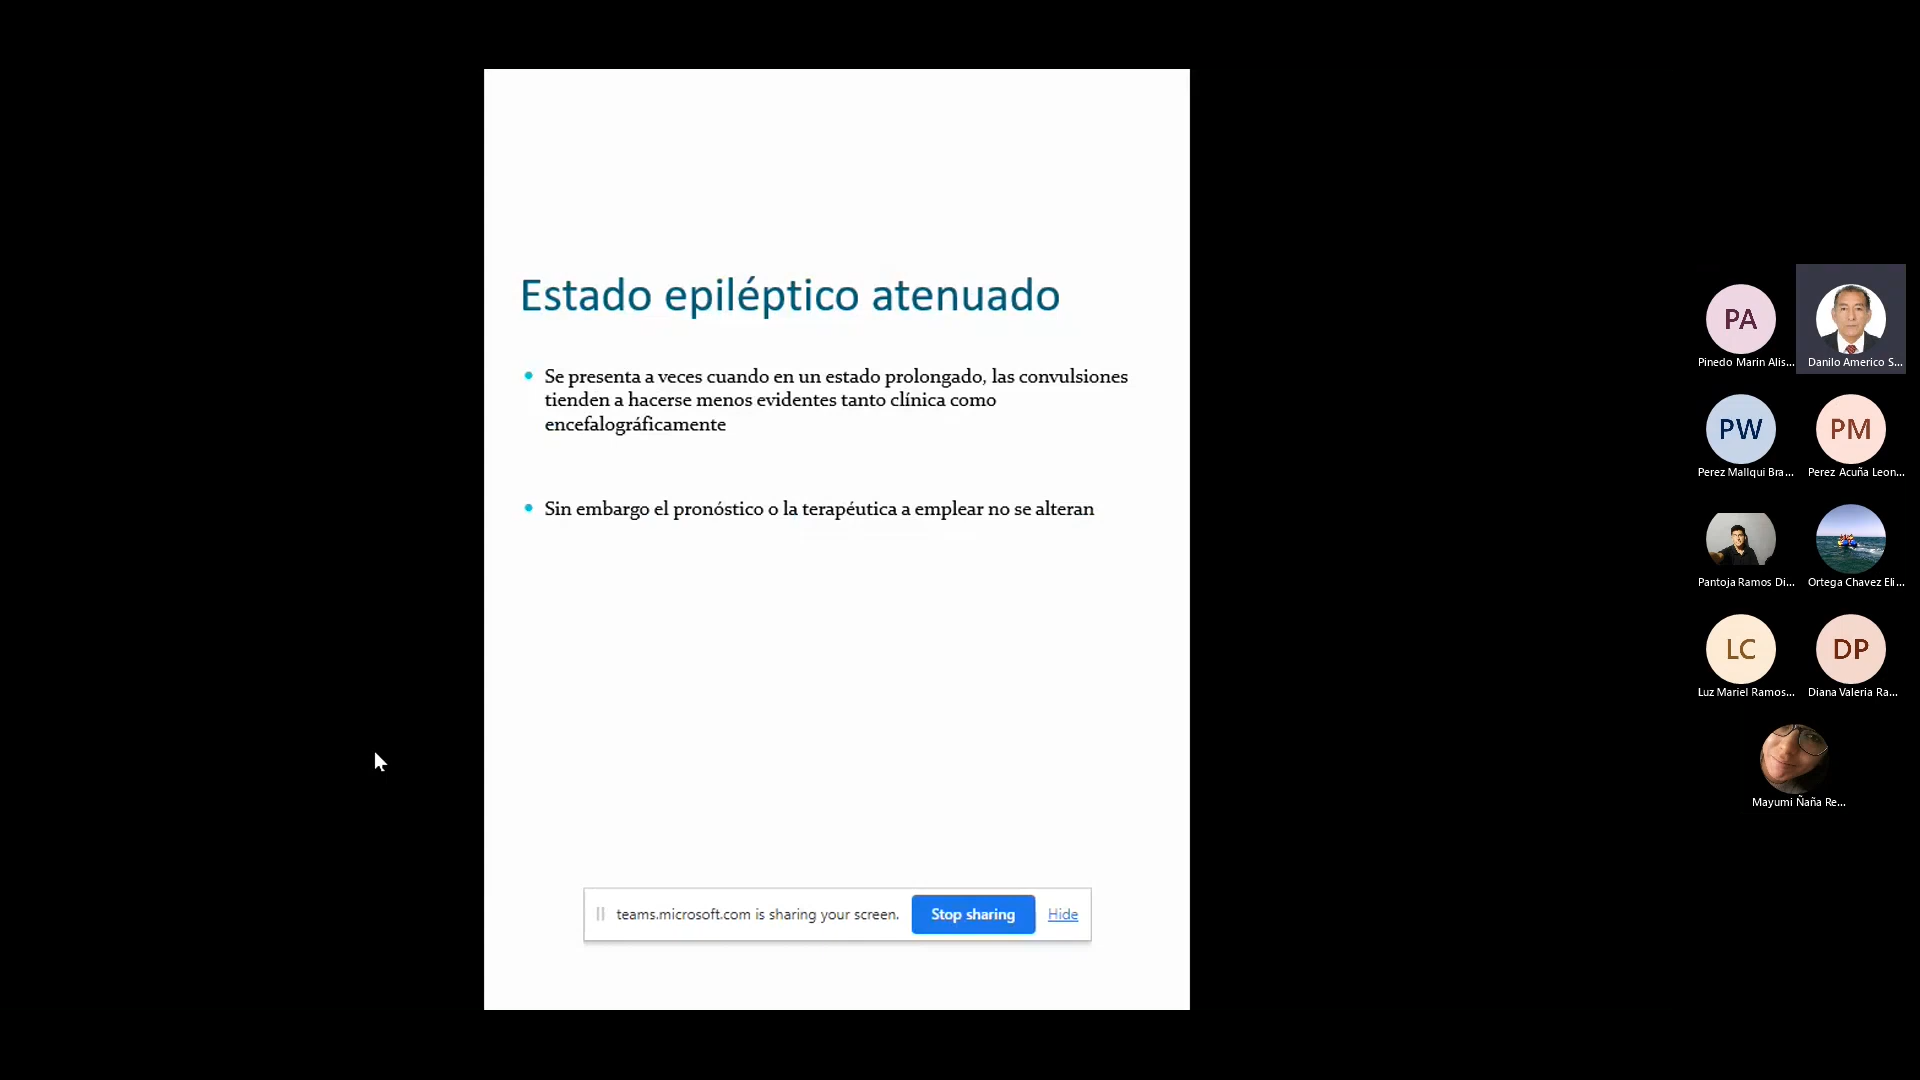 Estado epiléptico atenuado
Se presenta a veces cuando en un estado prolongado, las convulsiones
tienden a hacerse menos evidentes tanto clínica como
encefalográficamente
Sin embargo el pronóstico o la terapéutica a emplear no se alteran
teams.microsoft.com is sharing your screen.
Stop sharing
Hide
PA
Pinedo Marin Alis...
Danilo Americo S...
PW
Perez Mallqui Bra...
PM
Perez Acuña Leon...
Pantoja Ramos Di...
Ortega Chavez Eli...
LC
Luz Mariel Ramos...
DP
Diana Valeria Ra...
Mayumi Ñaña Re...